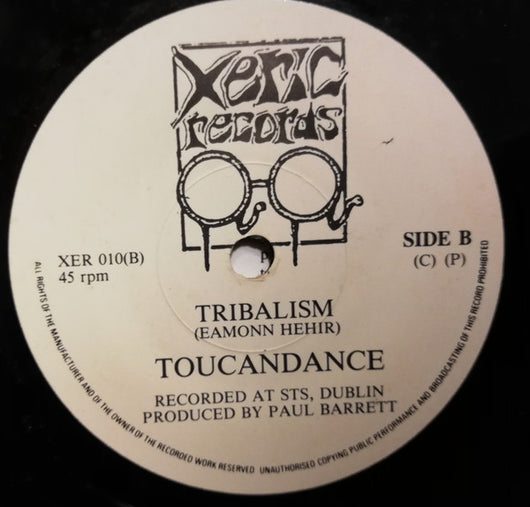 xeric
records
XER 010(B)
45 rpm
SIDE B
(C) (P)
TRIBALISM
(EAMONN HEHIR)
TOUCANDANCE
RECORDED AT STS, DUBLIN
PRODUCED BY PAUL BARRETT
ALL RIGHTS OF THE MANUFACTURER AND OF THE OWNER OF THE RECORDED WORK RESERVED UNAUTHORISED COPYING PUBLIC PERFORMANCE AND BROADCASTING OF THIS RECORD PROHIBITED